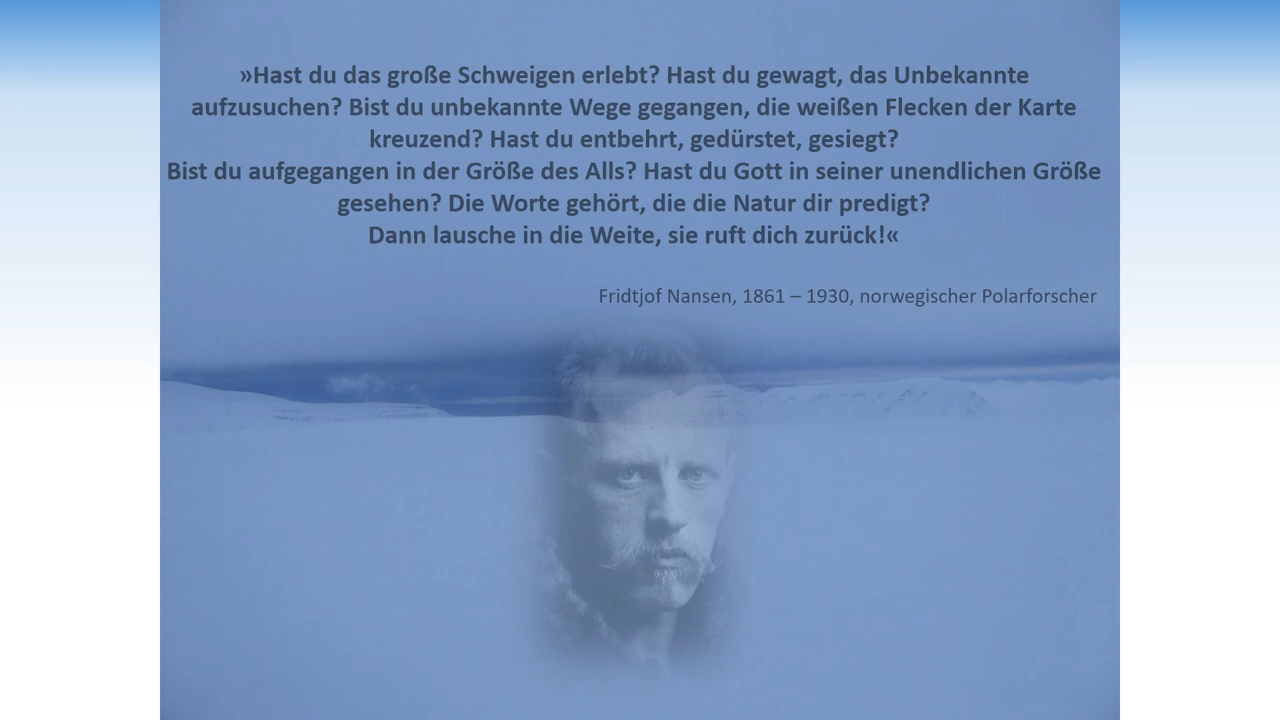 »Hast du das große Schweigen erlebt? Hast du gewagt, das Unbekannte
aufzusuchen? Bist du unbekannte Wege gegangen, die weißen Flecken der Karte
kreuzend? Hast du entbehrt, gedürstet, gesiegt?
Bist du aufgegangen in der Größe des Alls? Hast du Gott in seiner unendlichen Größe
gesehen? Die Worte gehört, die die Natur dir predigt?
Dann lausche in die Weite, sie ruft dich zurück!«
Fridtjof Nansen, 1861 – 1930, norwegischer Polarforscher